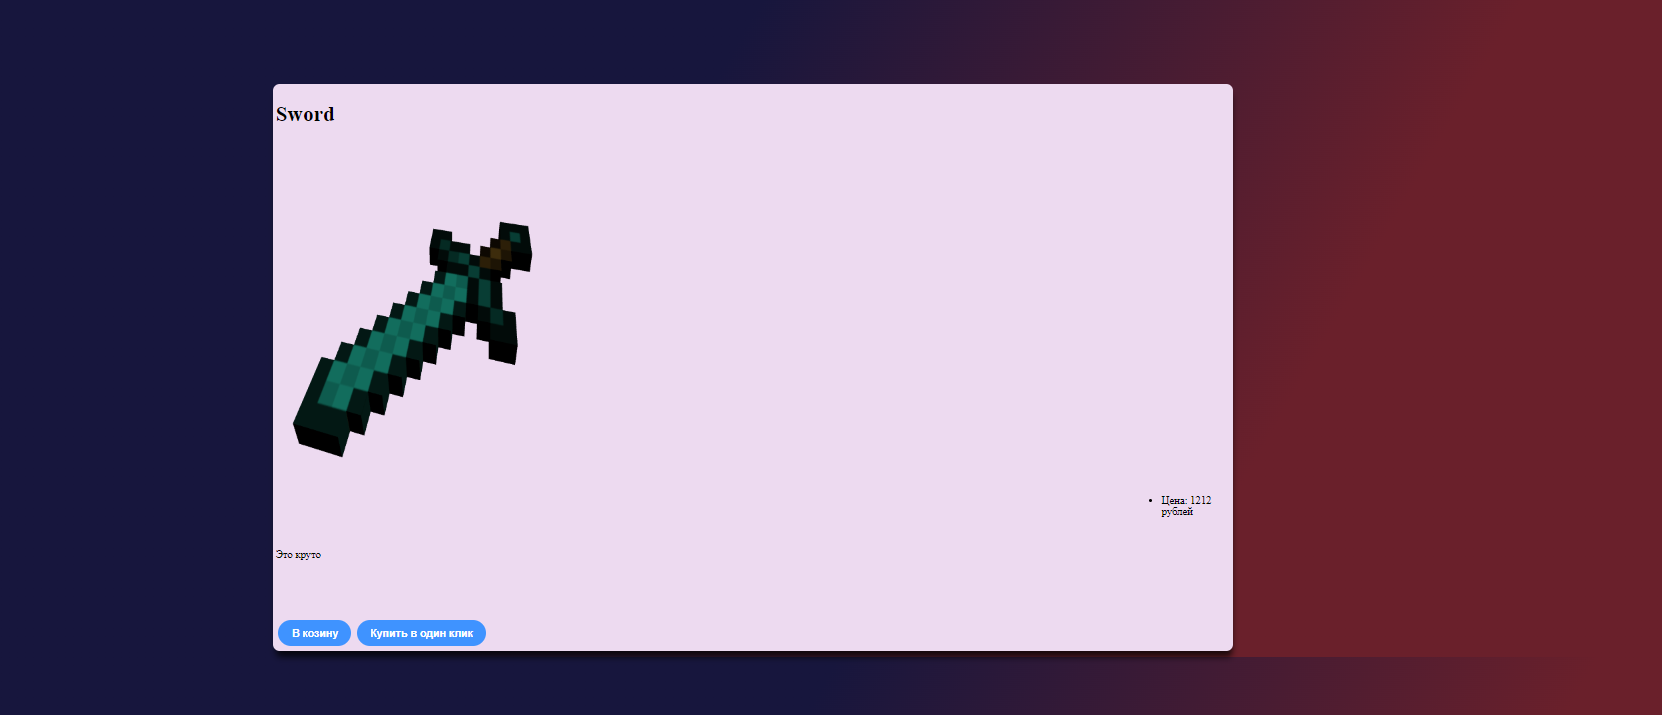 Sword
Цена: 1212
рублей
Это круто
В козину
Купить в один клик